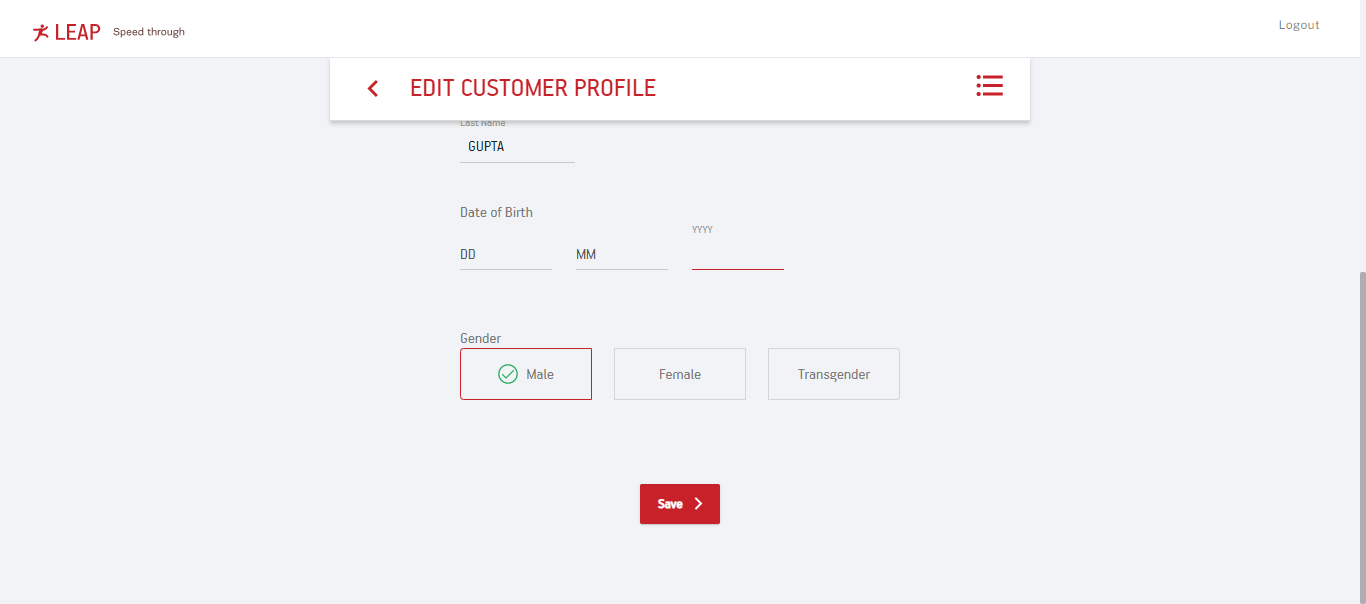 LEAP Speed through
Logout
EDIT CUSTOMER PROFILE
Last Name
GUPTA
Date of Birth
YYYY
DD MM
Gender
Male Female Transgender
Save